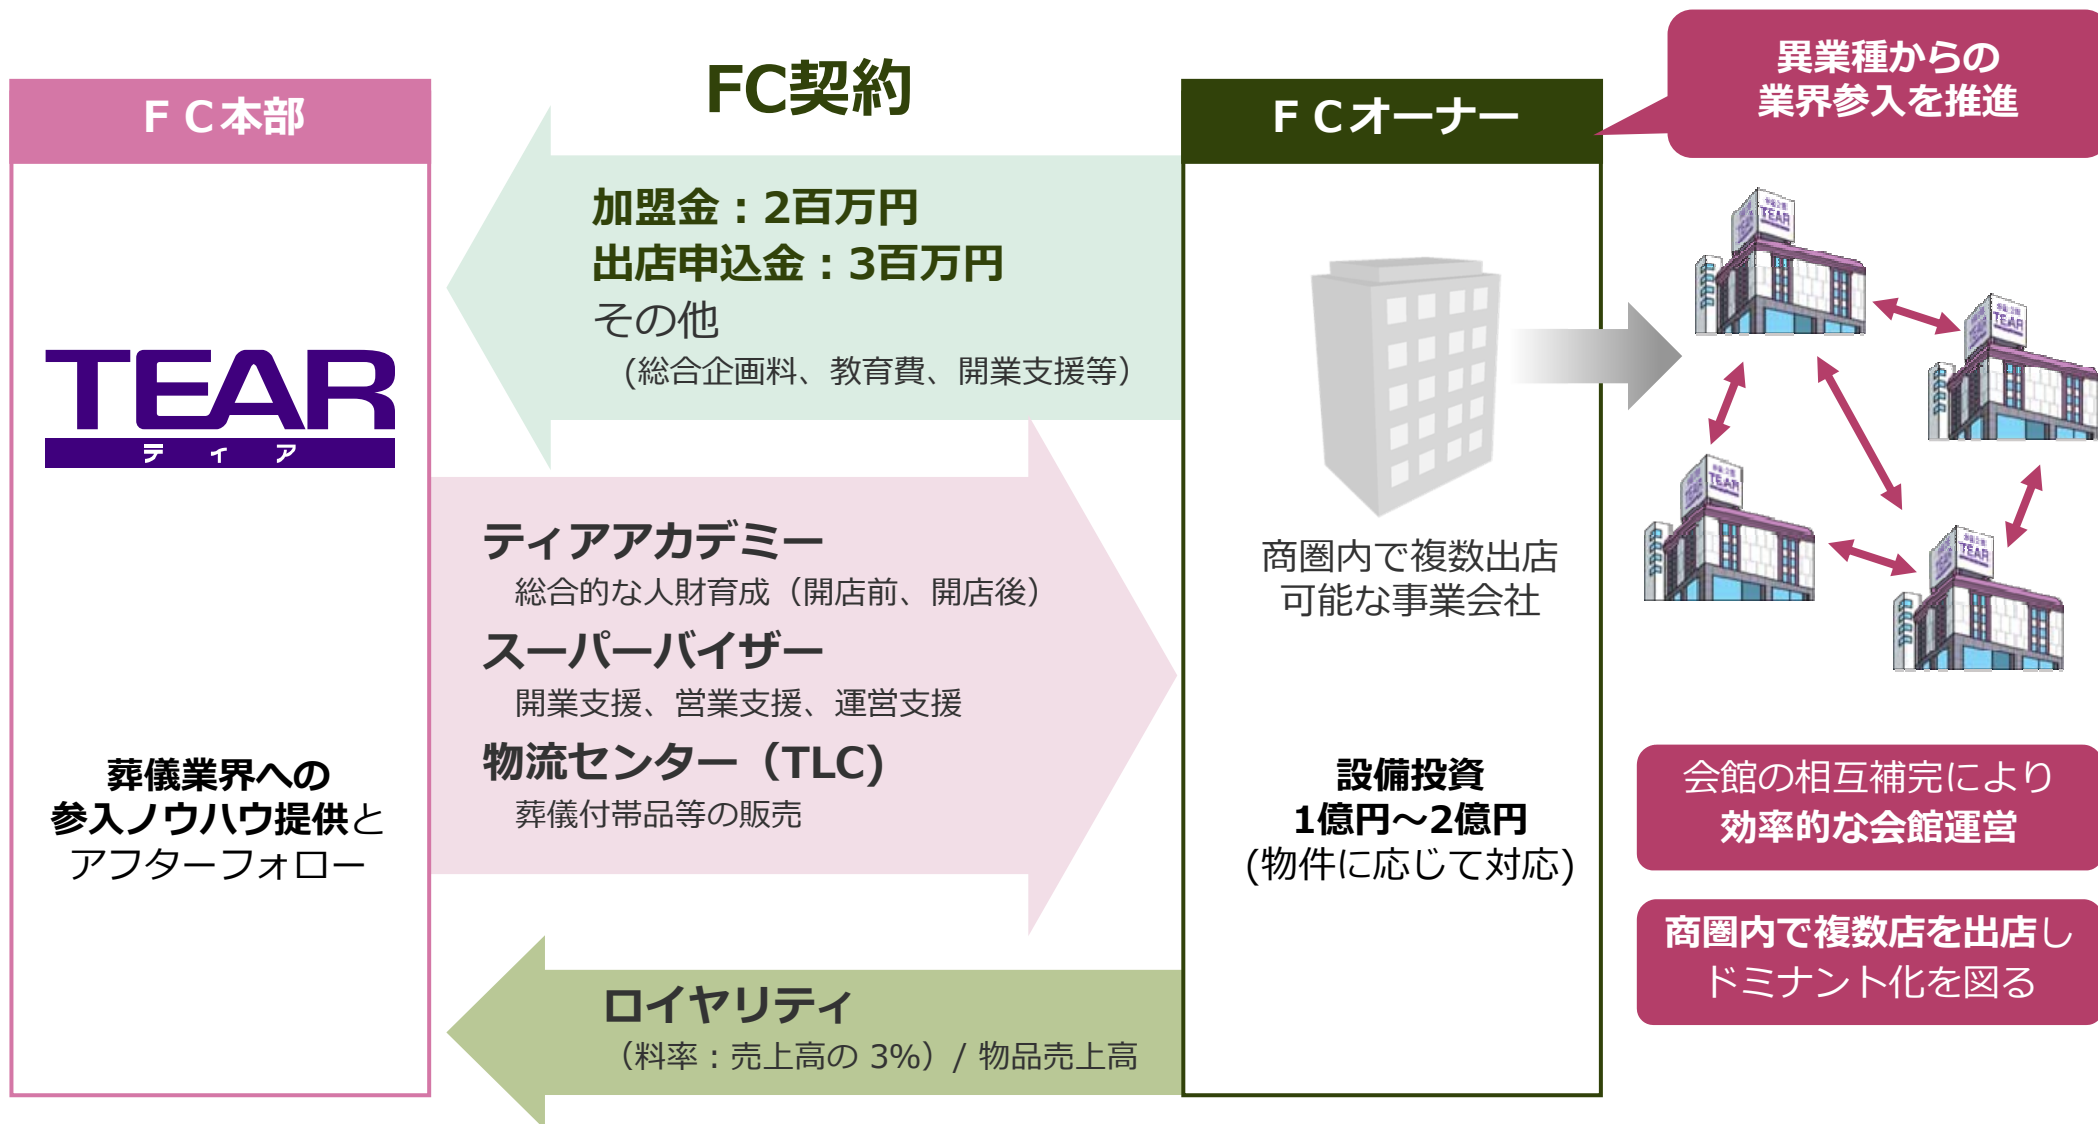 FC契約
ＦＣ本部
TEAR
ティア
葬儀業界への
参入ノウハウ提供と
アフターフォロー
加盟金：2百万円
出店申込金：3百万円
その他
(総合企画料、教育費、開業支援等）
ティアアカデミー
総合的な人財育成（開店前、開店後）
スーパーバイザー
開業支援、営業支援、運営支援
物流センター（TLC)
葬儀付帯品等の販売
ロイヤリティ
（料率：売上高の 3%）/ 物品売上高
ＦＣオーナー
商圏内で複数出店
可能な事業会社
設備投資
1億円～2億円
(物件に応じて対応)
異業種からの
業界参入を推進
TEAR
TEAR
TEAR
TEAR
会館の相互補完により
効率的な会館運営
商圏内で複数店を出店し
ドミナント化を図る